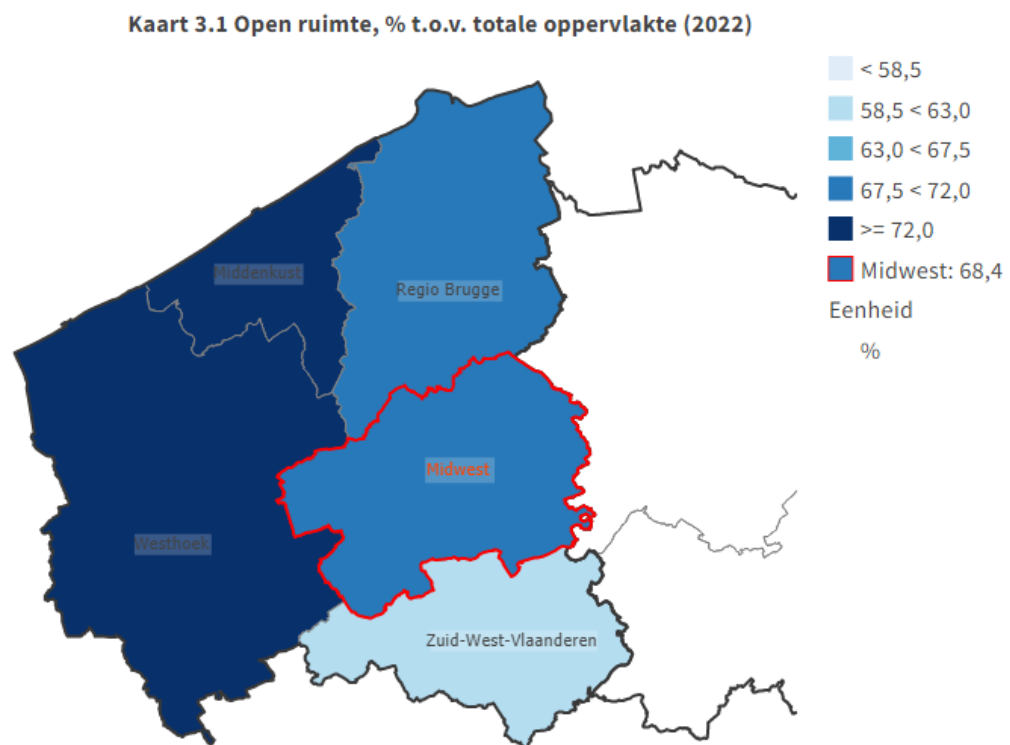 Kaart 3.1 Open ruimte, % t.o.v. totale oppervlakte (2022)
< 58,5
58,5 < 63,0
63,0 < 67,5
67,5 < 72,0
>= 72,0
Midwest: 68,4
Eenheid
%
Middenkust
Regio Brugge
Midwest
Westhoek
Zuid-West-Vlaanderen